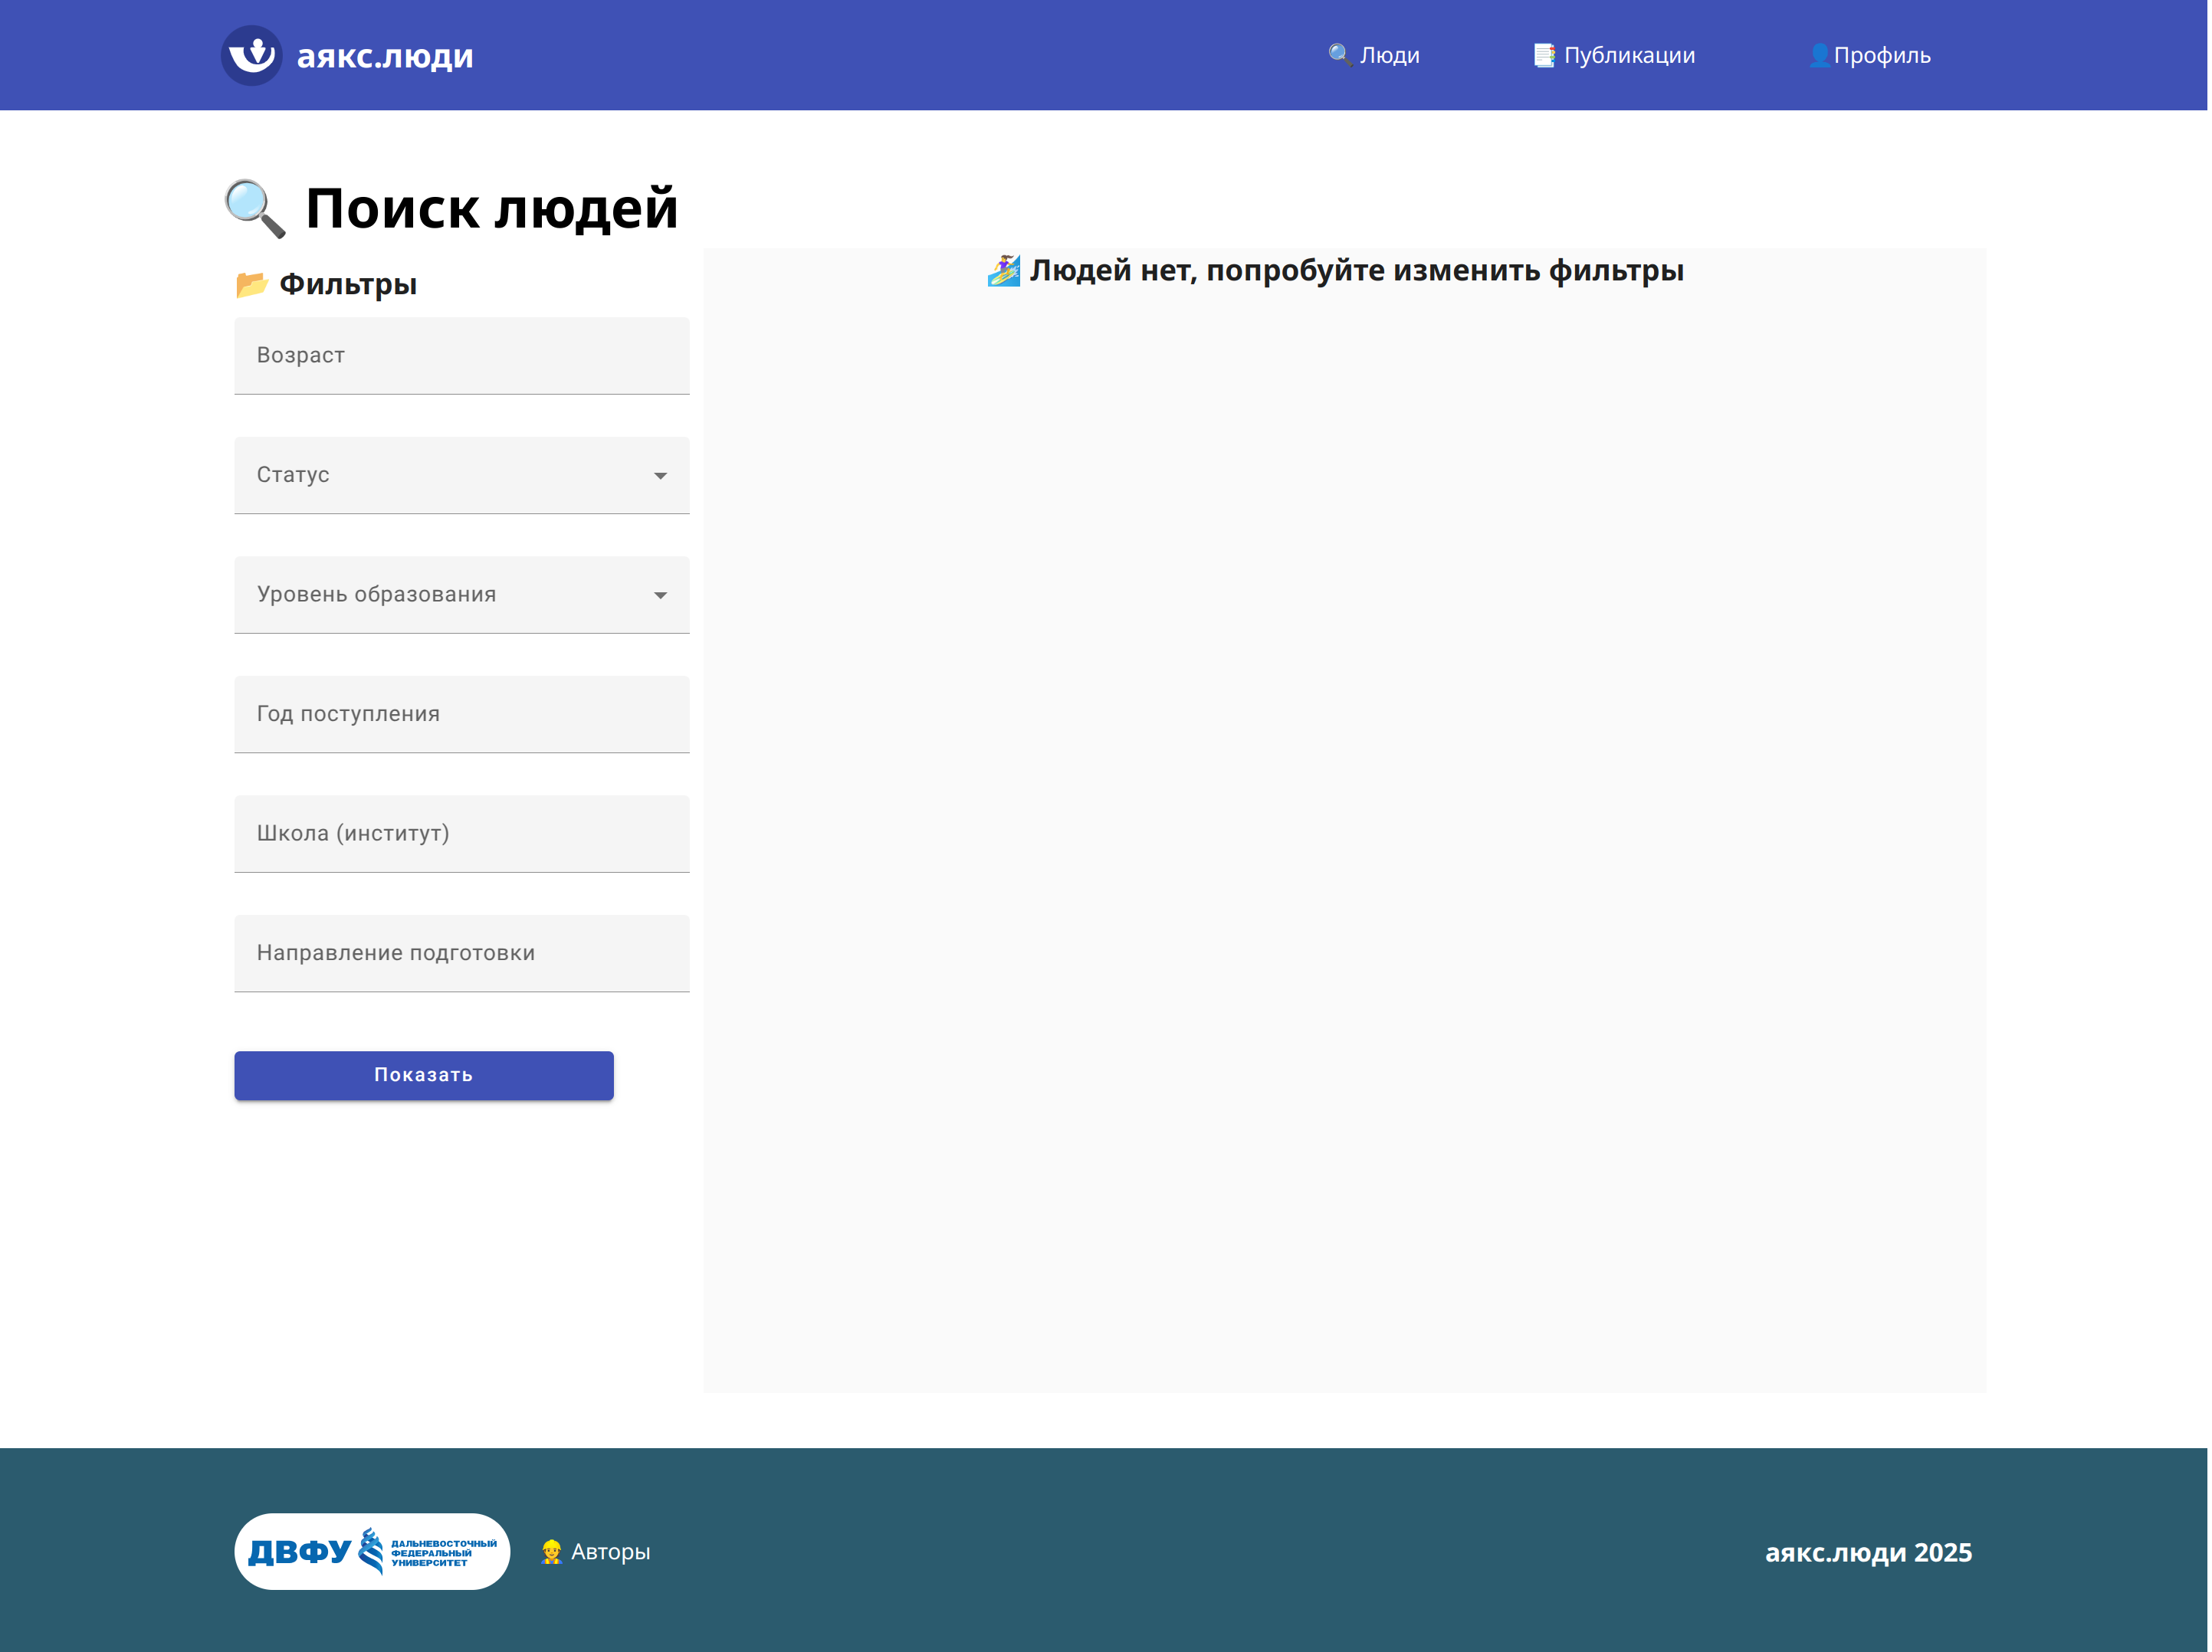 аякс.люди
🔍 Люди
📑 Публикации
👤Профиль
🔍 Поиск людей
📂 Фильтры
🏄‍♀️ Людей нет, попробуйте изменить фильтры
Возраст
Статус
Уровень образования
Год поступления
Школа (институт)
Направление подготовки
Показать
ДВФУ
ДАЛЬНЕВОСТОЧНЫЙ
ФЕДЕРАЛЬНЫЙ
УНИВЕРСИТЕТ
👷 Авторы
аякс.люди 2025